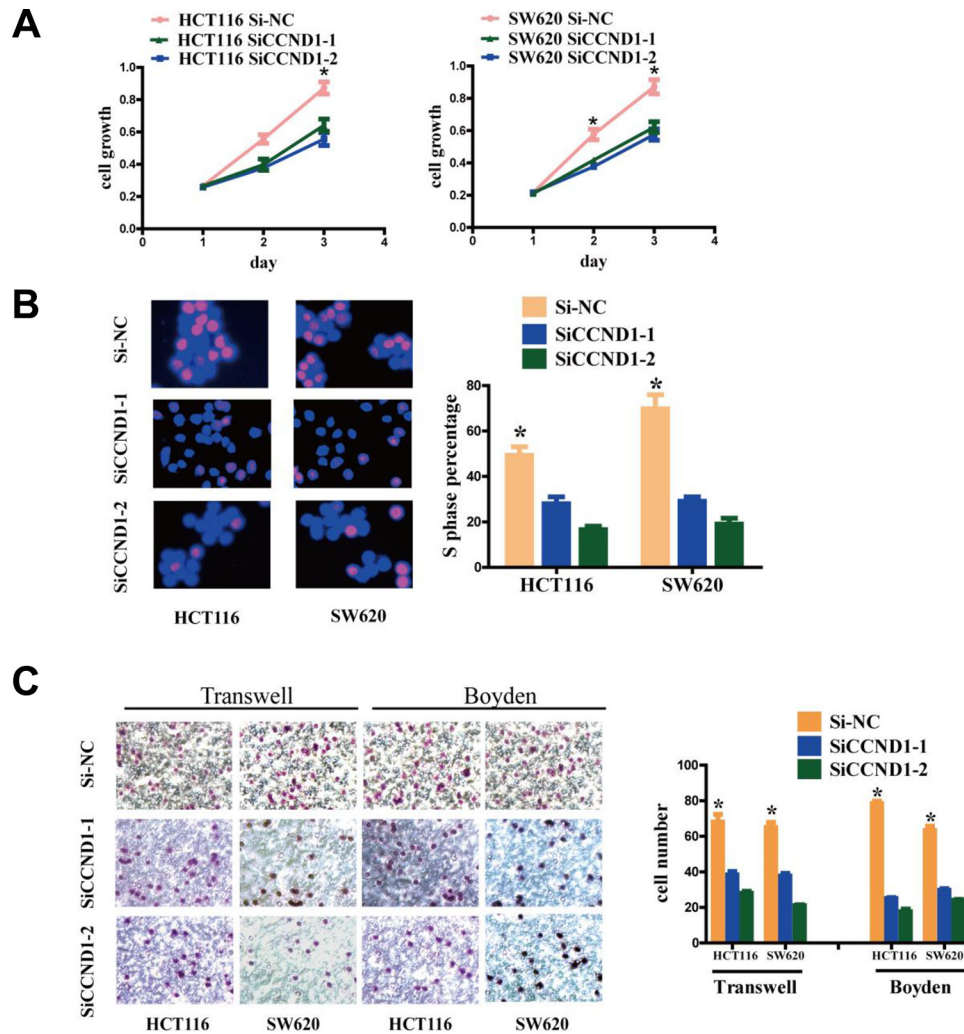 A
HCT116 Si-NC
HCT116 SiCCND1-1
HCT116 SiCCND1-2
cell growth
1.0
0.8
0.6
0.4
0.2
0.0
0 1 2 3 4
day
*
SW620 Si-NC
SW620 SiCCND1-1
SW620 SiCCND1-2
cell growth
1.0
0.8
0.6
0.4
0.2
0.0
0 1 2 3 4
day
* *
B
Si-NC
SiCCND1-1
SiCCND1-2
HCT116 SW620
Si-NC
SiCCND1-1
SiCCND1-2
S phase percentage
80
60
40
20
0
* *
HCT116 SW620
C
Transwell Boyden
Si-NC
SiCCND1-1
SiCCND1-2
HCT116 SW620 HCT116 SW620
Si-NC
SiCCND1-1
SiCCND1-2
cell number
100
80
60
40
20
0
* * * *
HCT116 SW620 HCT116 SW620
Transwell Boyden